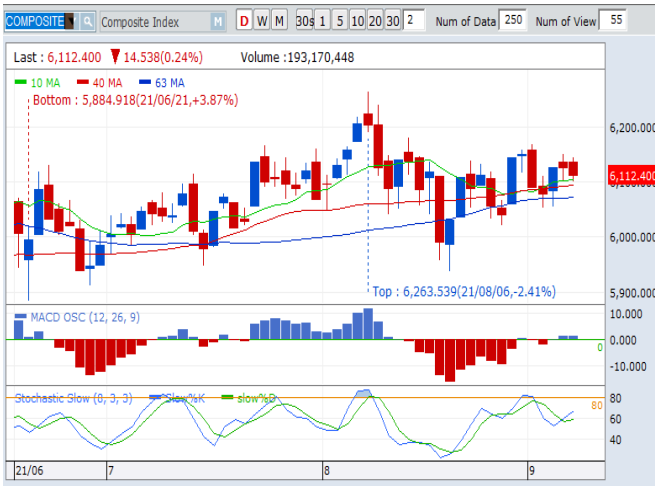 COMPOSITE Composite Index M D W M 30s 1 5 10 20 30 2 Num of Data 250 Num of View 55
Last : 6,112.400 ▼ 14.538(0.24%) Volume :193,170,448
10 MA 40 MA 63 MA
Bottom : 5,884.918(21/06/21,+3.87%)
6,200.000
6,112.400
6,000.000
Top : 6,263.539(21/08/06,-2.41%)
5,900.000
MACD OSC (12, 26, 9)
10.000
0.000
0
-10.000
Stochastic Slow (8, 3, 3) Slow%K slow%D
80
80
60
40
21/06 7 8 9